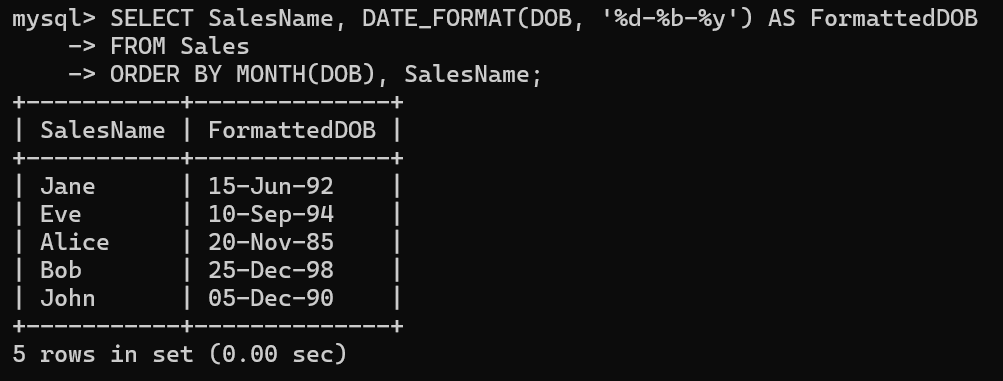 mysql> SELECT SalesName, DATE_FORMAT(DOB, '%d-%b-%y') AS FormattedDOB
    -> FROM Sales
    -> ORDER BY MONTH(DOB), SalesName;
+-----------+--------------+
| SalesName | FormattedDOB |
+-----------+--------------+
| Jane      | 15-Jun-92    |
| Eve       | 10-Sep-94    |
| Alice     | 20-Nov-85    |
| Bob       | 25-Dec-98    |
| John      | 05-Dec-90    |
+-----------+--------------+
5 rows in set (0.00 sec)